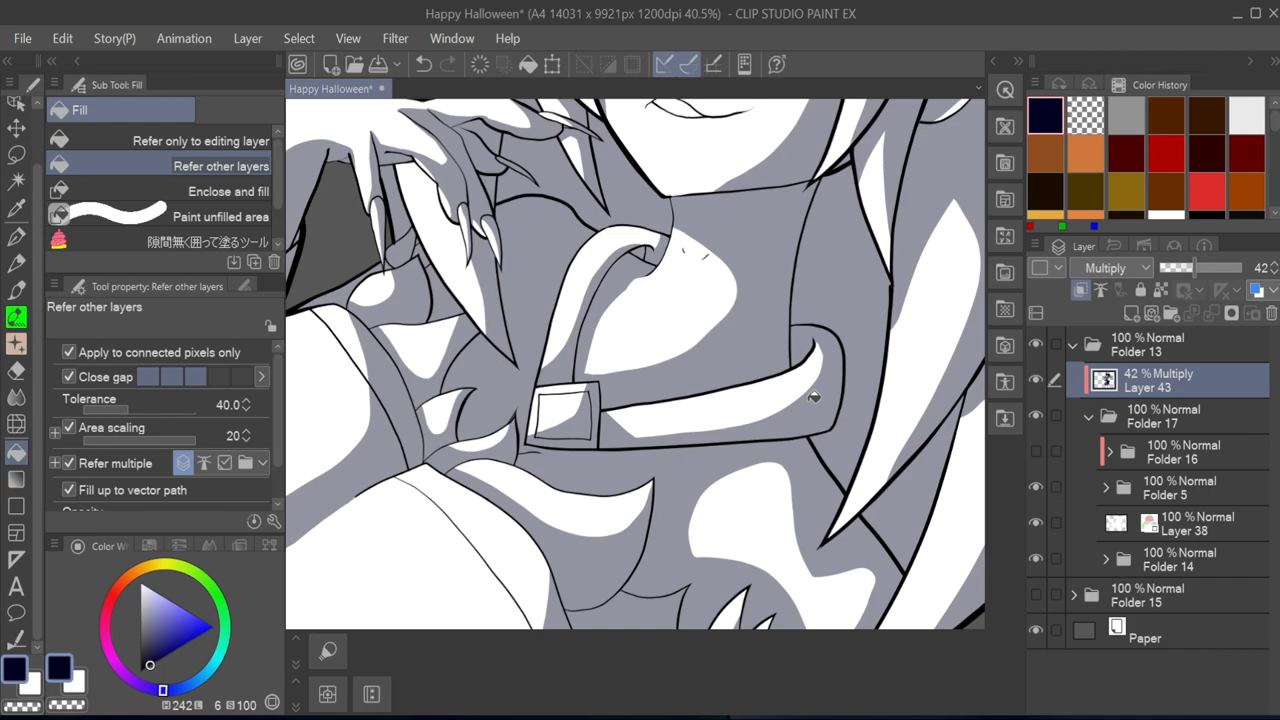 Happy Halloween* (A4 14031 x 9921px 1200dpi 40.5%) - CLIP STUDIO PAINT EX
File Edit Story(P) Animation Layer Select View Filter Window Help
Sub Tool: Fill
Happy Halloween*
Color History
Fill
Refer only to editing layer
Refer other layers
Enclose and fill
Paint unfilled area
隙間無く囲って塗るツール
Layer
Multiply 42
Tool property: Refer other layers
Refer other layers
Apply to connected pixels only
Close gap
Tolerance 40.0
Area scaling 20
Refer multiple
Fill up to vector path
100 % Normal
Folder 13
42 % Multiply
Layer 43
100 % Normal
Folder 17
100 % Normal
Folder 16
100 % Normal
Folder 5
100 % Normal
Layer 38
100 % Normal
Folder 14
100 % Normal
Folder 15
Paper
Color W
A
H 242 L 6 S 100